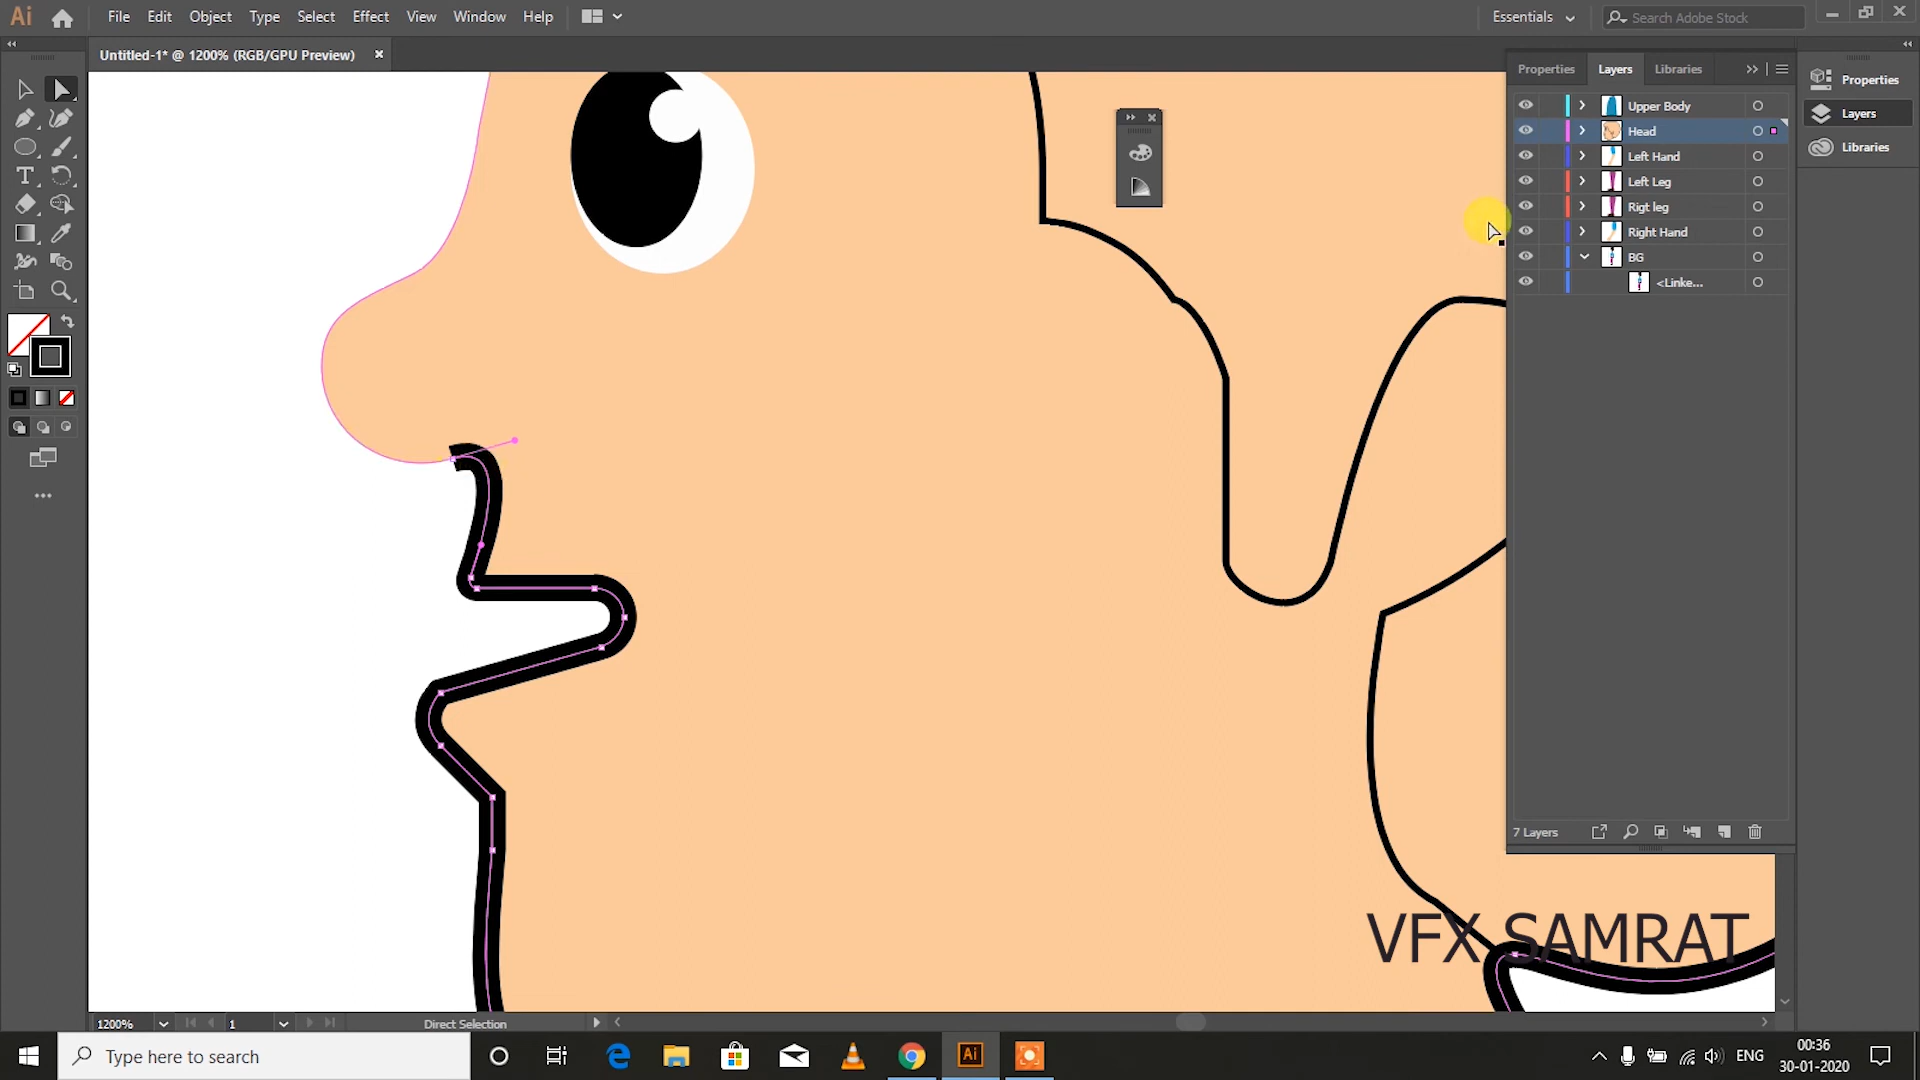 Ai File Edit Object Type Select Effect View Window Help Essentials Search Adobe Stock
Untitled-1* @ 1200% (RGB/GPU Preview)
Properties Layers Libraries
Properties
Layers
Libraries
Upper Body
Head
Left Hand
Left Leg
Rigt leg
Right Hand
BG
<Linke...
7 Layers
VFX SAMRAT
1200% 1 Direct Selection
Type here to search
Ai
ENG
00:36
30-01-2020